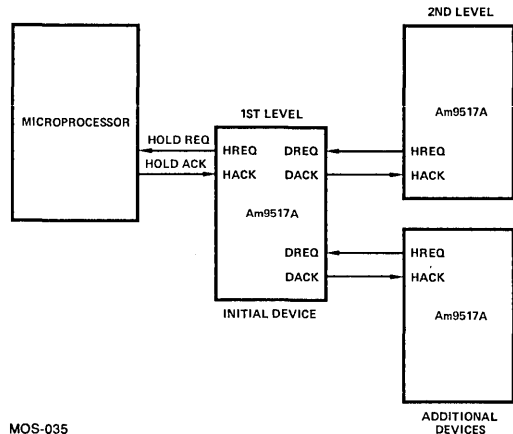 2ND LEVEL
Am9517A
HREQ
HACK
MICROPROCESSOR
HOLD REQ
HOLD ACK
1ST LEVEL
HREQ DREQ
HACK DACK
Am9517A
DREQ
DACK
INITIAL DEVICE
HREQ
HACK
Am9517A
ADDITIONAL
DEVICES
MOS-035